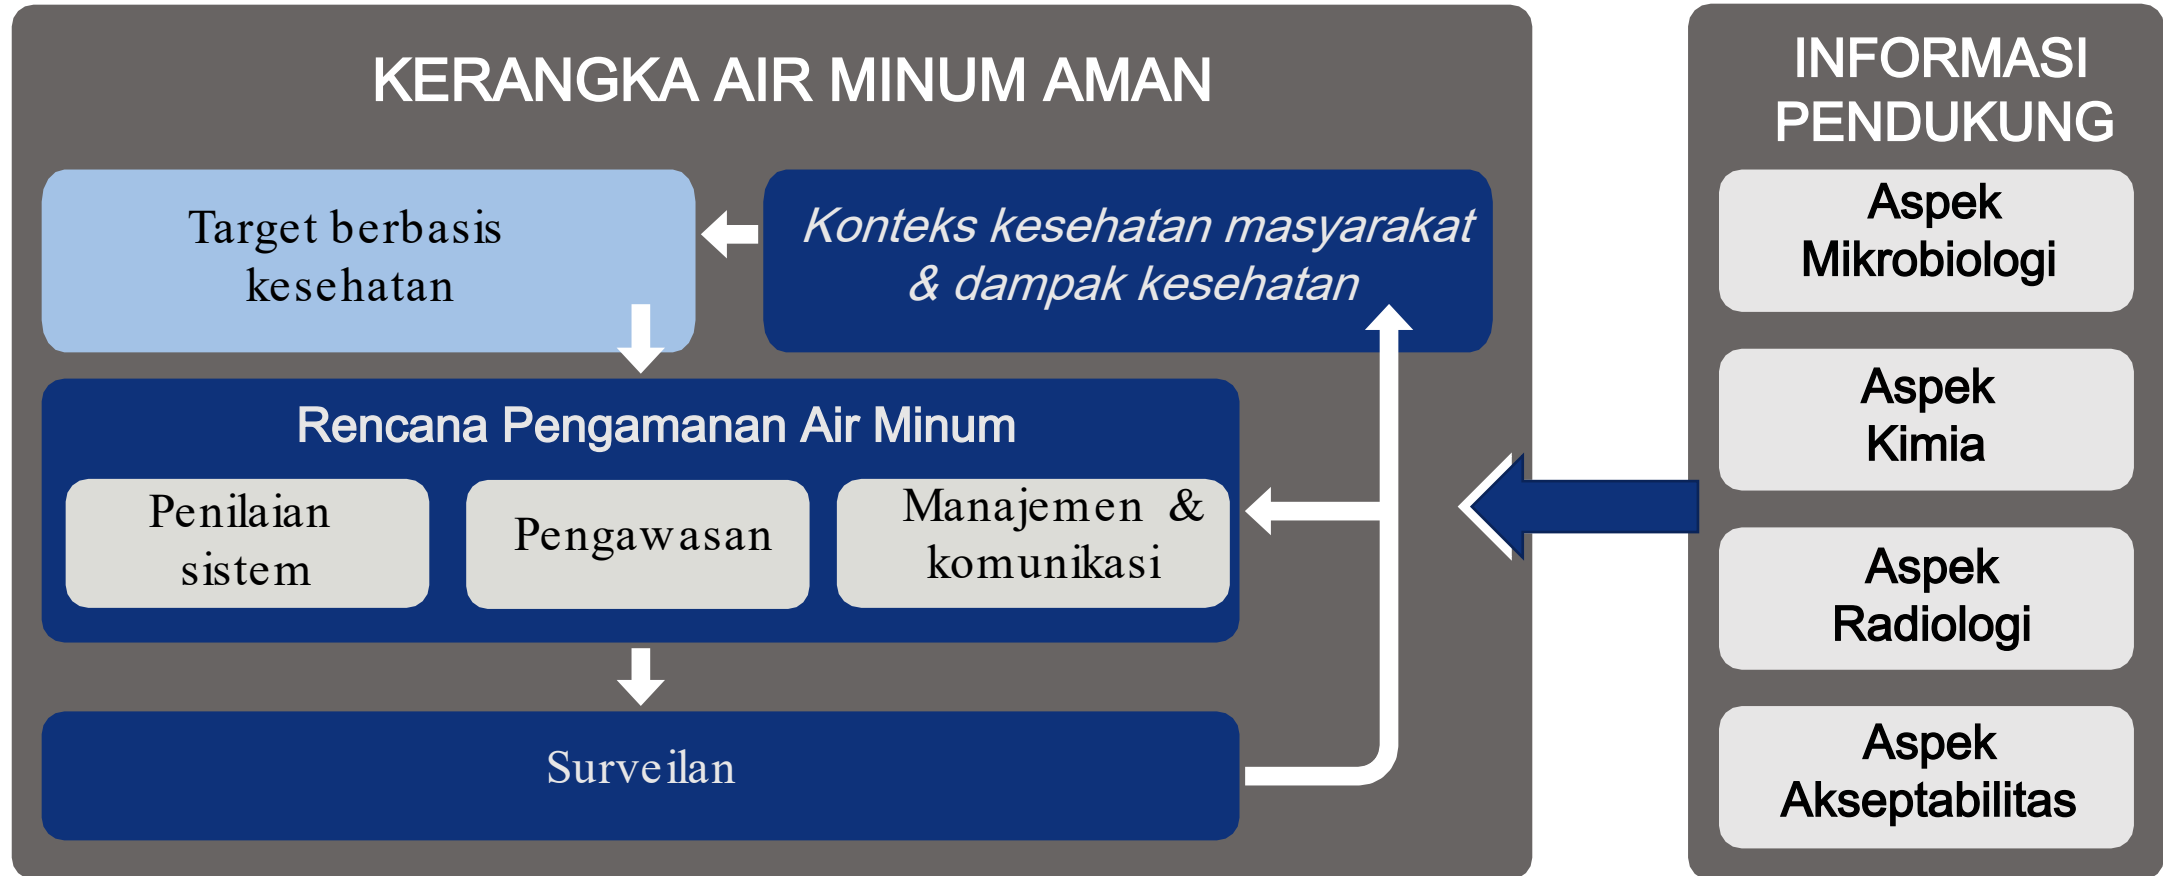 KERANGKA AIR MINUM AMAN
Target berbasis
kesehatan
Konteks kesehatan masyarakat
& dampak kesehatan
Rencana Pengamanan Air Minum
Penilaian
sistem
Pengawasan
Manajemen &
komunikasi
Surveilan
INFORMASI
PENDUKUNG
Aspek
Mikrobiologi
Aspek
Kimia
Aspek
Radiologi
Aspek
Akseptabilitas